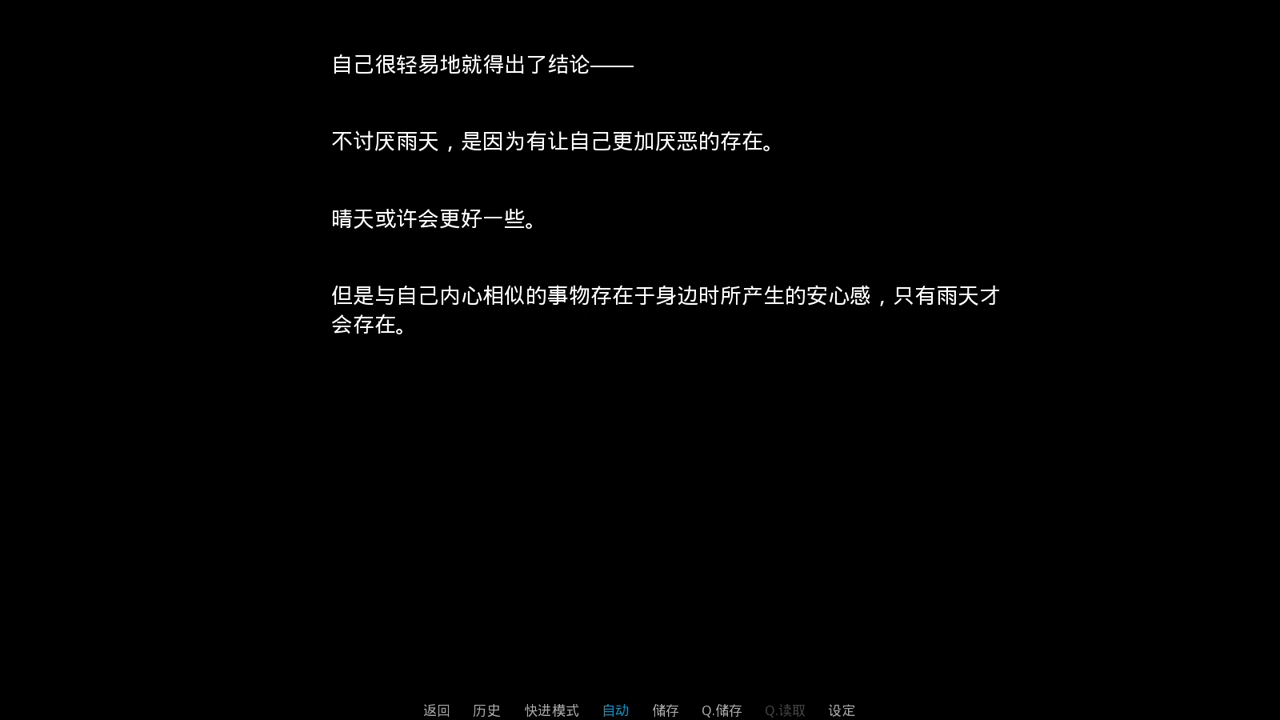 自己很轻易地就得出了结论——
不讨厌雨天，是因为有让自己更加厌恶的存在。
晴天或许会更好一些。
但是与自己内心相似的事物存在于身边时所产生的安心感，只有雨天才
会存在。
返回 历史 快进模式 自动 储存 Q.储存 Q.读取 设定